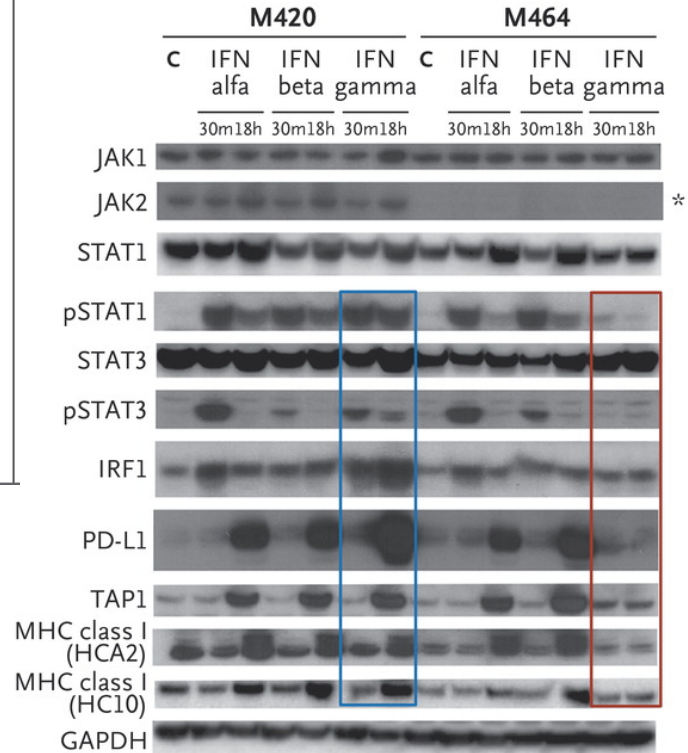 M420 M464
C IFN alfa IFN beta IFN gamma C IFN alfa IFN beta IFN gamma
30m18h 30m18h 30m18h 30m18h 30m18h 30m18h
JAK1
JAK2 *
STAT1
pSTAT1
STAT3
pSTAT3
IRF1
PD-L1
TAP1
MHC class I
(HCA2)
MHC class I
(HC10)
GAPDH